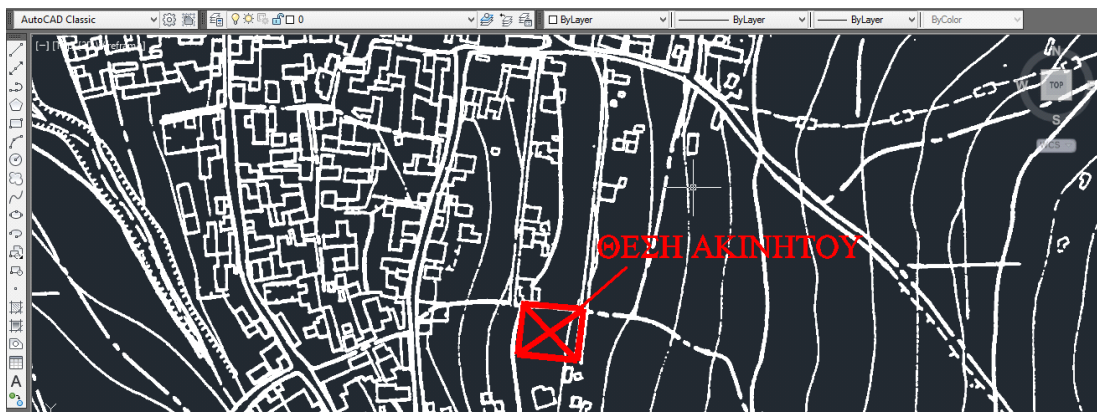 AutoCAD Classic
0
ByLayer
ByLayer
ByLayer
ByColor
N
W
TOP
S
WCS
ΘΕΣΗ ΑΚΙΝΗΤΟΥ
A